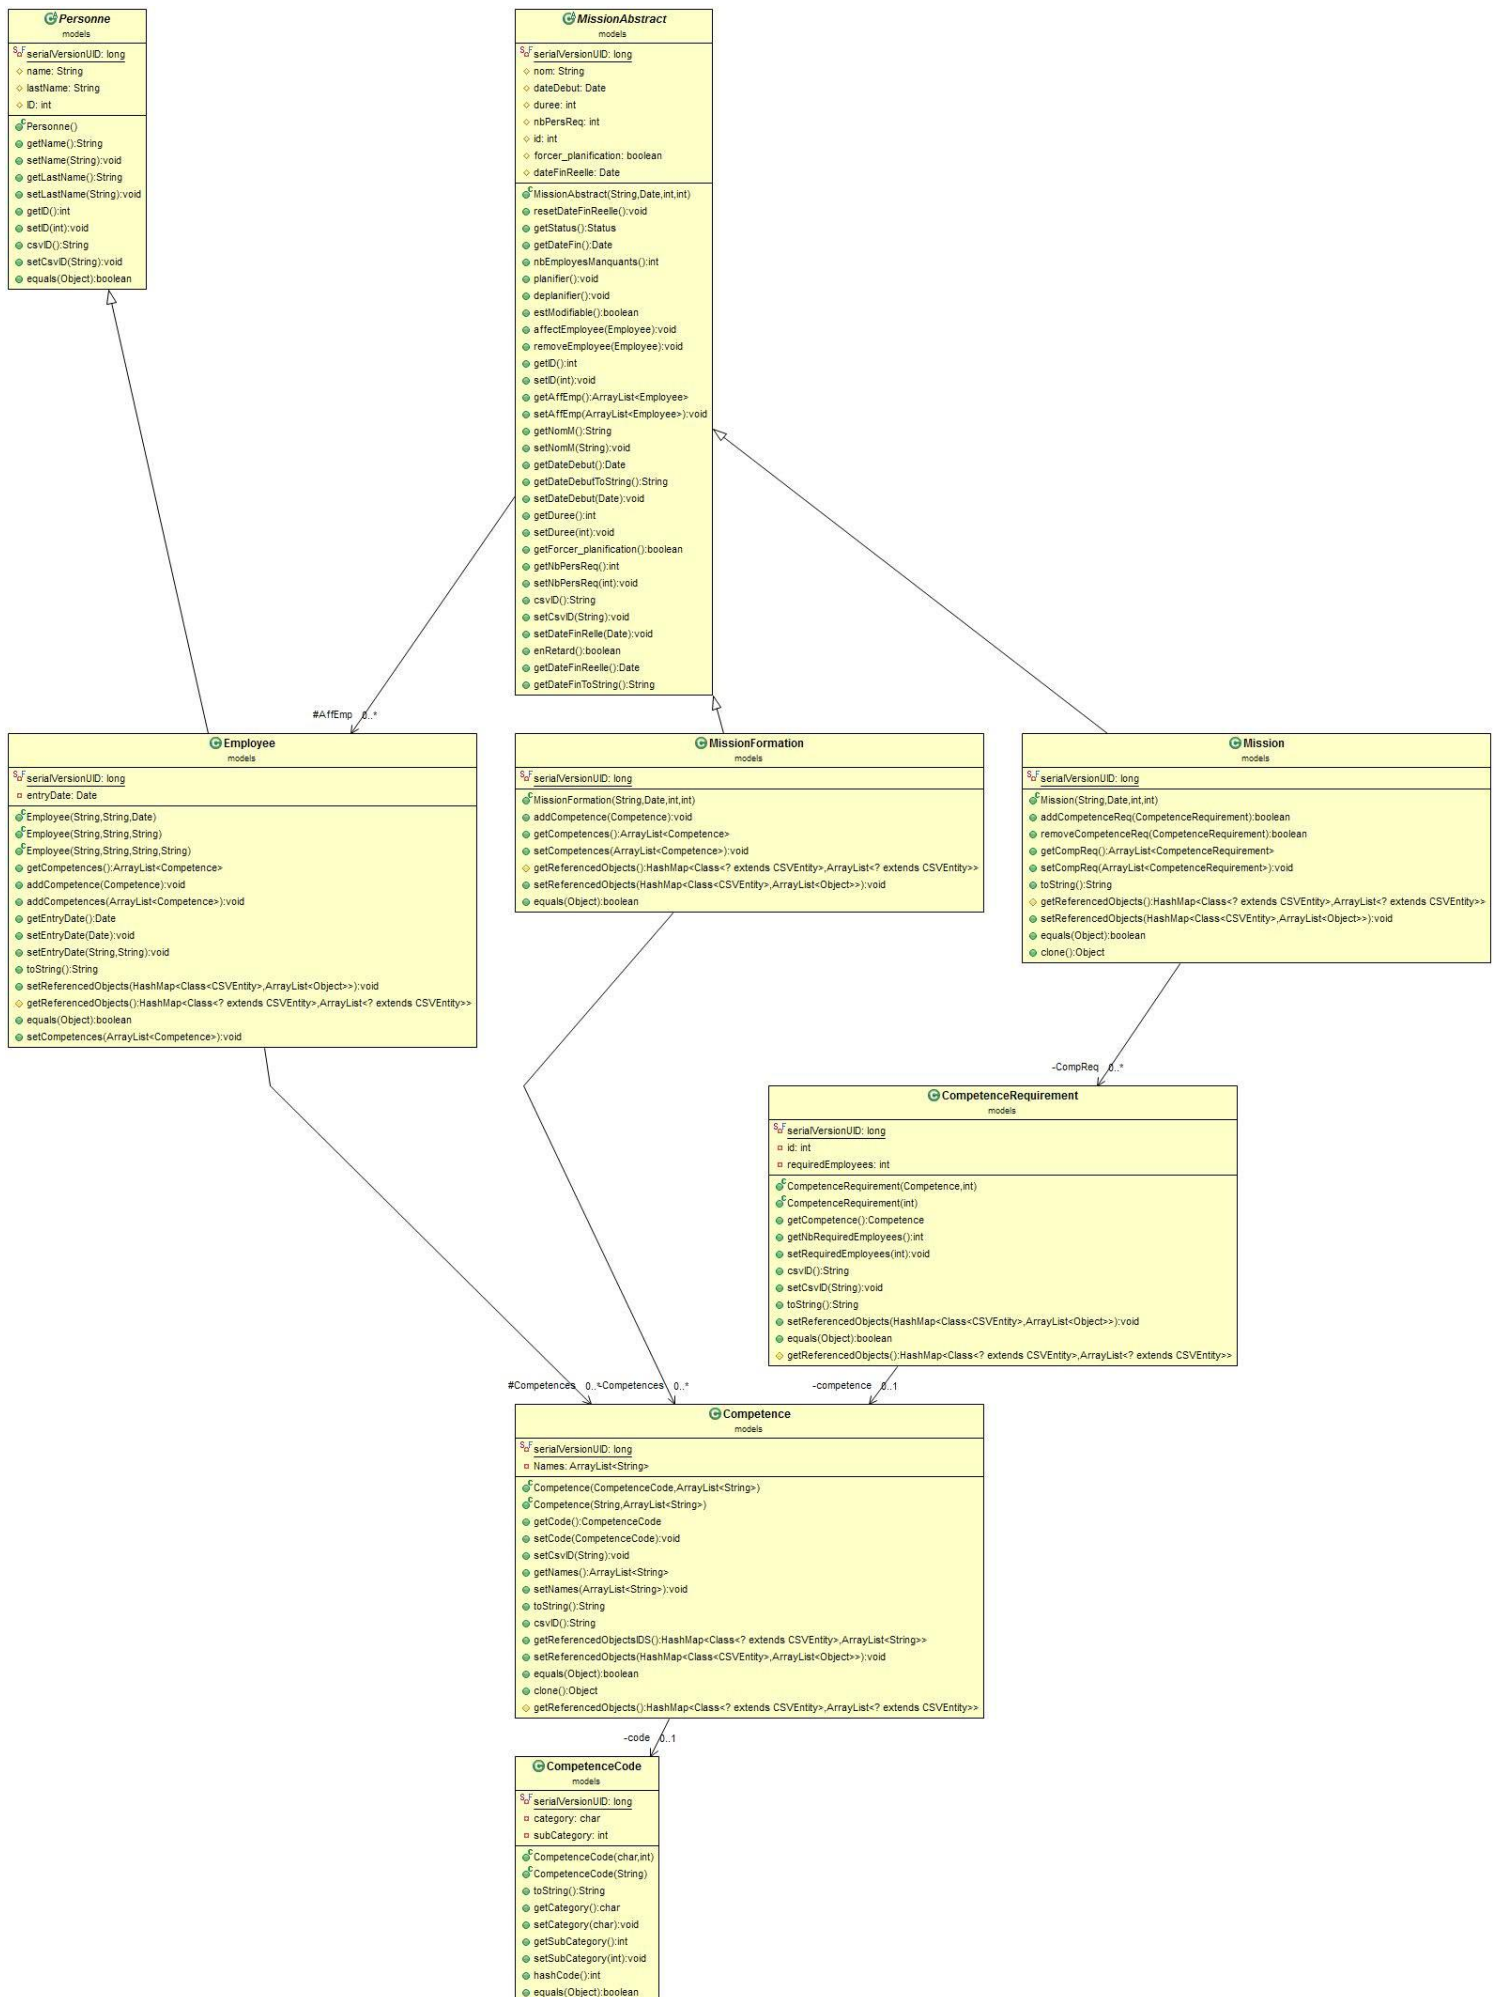 Personne
models
serialVersionUID: long
name: String
lastName: String
ID: int
Personne()
getName():String
setName(String):void
getLastName():String
setLastName(String):void
getID():int
setID(int):void
csvID():String
setCsvID(String):void
equals(Object):boolean
MissionAbstract
models
serialVersionUID: long
nom: String
dateDebut: Date
duree: int
nbPersReq: int
id: int
forcer_planification: boolean
dateFinReelle: Date
MissionAbstract(String,Date,int,int)
resetDateFinReelle():void
getStatus():Status
getDateFin():Date
nbEmployesManquants():int
planifier():void
deplanifier():void
estModifiable():boolean
affectEmployee(Employee):void
removeEmployee(Employee):void
getID():int
setID(int):void
getAffEmp():ArrayList<Employee>
setAffEmp(ArrayList<Employee>):void
getNomM():String
setNomM(String):void
getDateDebut():Date
getDateDebutToString():String
setDateDebut(Date):void
getDuree():int
setDuree(int):void
getForcer_planification():boolean
getNbPersReq():int
setNbPersReq(int):void
csvID():String
setCsvID(String):void
setDateFinRelle(Date):void
enRetard():boolean
getDateFinReelle():Date
getDateFinToString():String
#AffEmp 0..*
Employee
models
serialVersionUID: long
entryDate: Date
Employee(String,String,Date)
Employee(String,String,String)
Employee(String,String,String,String)
getCompetences():ArrayList<Competence>
addCompetence(Competence):void
addCompetences(ArrayList<Competence>):void
getEntryDate():Date
setEntryDate(Date):void
setEntryDate(String,String):void
toString():String
setReferencedObjects(HashMap<Class<CSVEntity>,ArrayList<Object>>):void
getReferencedObjects():HashMap<Class<? extends CSVEntity>,ArrayList<? extends CSVEntity>>
equals(Object):boolean
setCompetences(ArrayList<Competence>):void
MissionFormation
models
serialVersionUID: long
MissionFormation(String,Date,int,int)
addCompetence(Competence):void
getCompetences():ArrayList<Competence>
setCompetences(ArrayList<Competence>):void
getReferencedObjects():HashMap<Class<? extends CSVEntity>,ArrayList<? extends CSVEntity>>
setReferencedObjects(HashMap<Class<CSVEntity>,ArrayList<Object>>):void
equals(Object):boolean
Mission
models
serialVersionUID: long
Mission(String,Date,int,int)
addCompetenceReq(CompetenceRequirement):boolean
removeCompetenceReq(CompetenceRequirement):boolean
getCompReq():ArrayList<CompetenceRequirement>
setCompReq(ArrayList<CompetenceRequirement>):void
toString():String
getReferencedObjects():HashMap<Class<? extends CSVEntity>,ArrayList<? extends CSVEntity>>
setReferencedObjects(HashMap<Class<CSVEntity>,ArrayList<Object>>):void
equals(Object):boolean
clone():Object
-CompReq 0..*
CompetenceRequirement
models
serialVersionUID: long
id: int
requiredEmployees: int
CompetenceRequirement(Competence,int)
CompetenceRequirement(int)
getCompetence():Competence
getNbRequiredEmployees():int
setRequiredEmployees(int):void
csvID():String
setCsvID(String):void
toString():String
setReferencedObjects(HashMap<Class<CSVEntity>,ArrayList<Object>>):void
equals(Object):boolean
getReferencedObjects():HashMap<Class<? extends CSVEntity>,ArrayList<? extends CSVEntity>>
#Competences 0..*
-Competences 0..*
-competence 0..1
Competence
models
serialVersionUID: long
Names: ArrayList<String>
Competence(CompetenceCode,ArrayList<String>)
Competence(String,ArrayList<String>)
getCode():CompetenceCode
setCode(CompetenceCode):void
setCsvID(String):void
getNames():ArrayList<String>
setNames(ArrayList<String>):void
toString():String
csvID():String
getReferencedObjectsIDS():HashMap<Class<? extends CSVEntity>,ArrayList<String>>
setReferencedObjects(HashMap<Class<CSVEntity>,ArrayList<Object>>):void
equals(Object):boolean
clone():Object
getReferencedObjects():HashMap<Class<? extends CSVEntity>,ArrayList<? extends CSVEntity>>
-code 0..1
CompetenceCode
models
serialVersionUID: long
category: char
subCategory: int
CompetenceCode(char,int)
CompetenceCode(String)
toString():String
getCategory():char
setCategory(char):void
getSubCategory():int
setSubCategory(int):void
hashCode():int
equals(Object):boolean